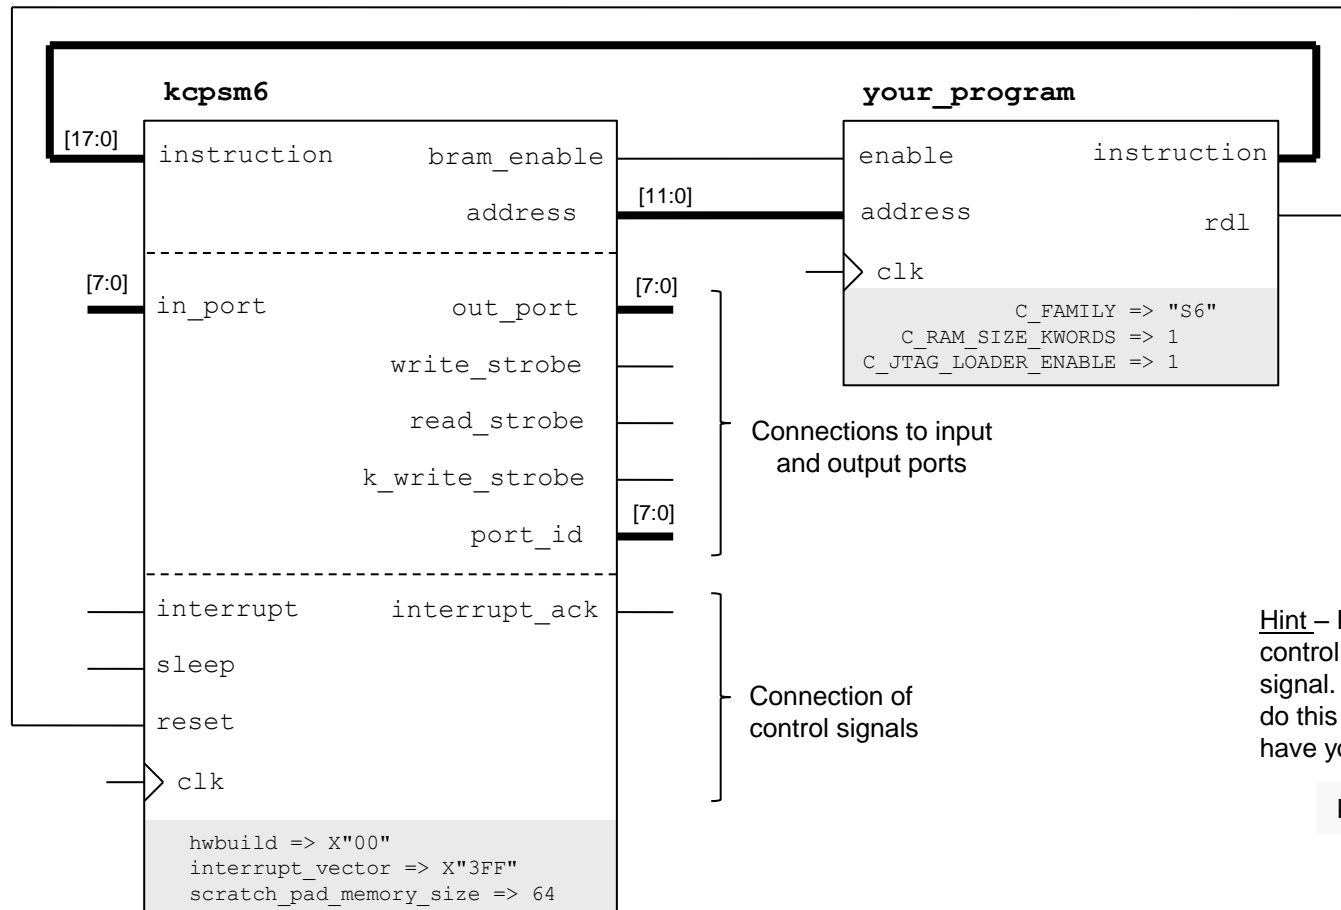 kcpsm6
your_program
[17:0]
instruction
bram_enable
address
[11:0]
enable
instruction
address
rdl
clk
C_FAMILY => "S6"
C_RAM_SIZE_KWORDS => 1
C_JTAG_LOADER_ENABLE => 1
[7:0]
in_port
out_port
[7:0]
write_strobe
read_strobe
k_write_strobe
port_id
[7:0]
Connections to input
and output ports
interrupt
interrupt_ack
sleep
reset
clk
Connection of
control signals
hwbuild => X"00"
interrupt_vector => X"3FF"
scratch_pad_memory_size => 64
Hint –
control
signal.
do this
have